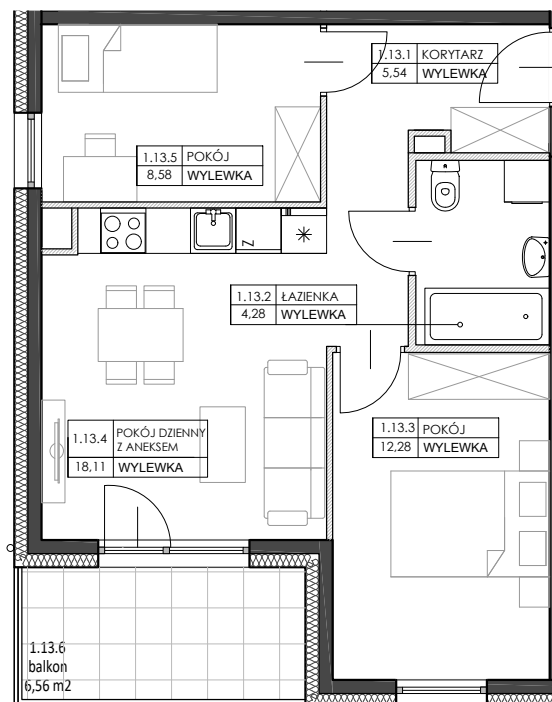 1.13.1 KORYTARZ
5,54 WYLEWKA
1.13.5 POKÓJ
8,58 WYLEWKA
Z
1.13.2 ŁAZIENKA
4,28 WYLEWKA
1.13.4 POKÓJ DZIENNY
Z ANEKSEM
18,11 WYLEWKA
1.13.3 POKÓJ
12,28 WYLEWKA
1.13.6
balkon
6,56 m2